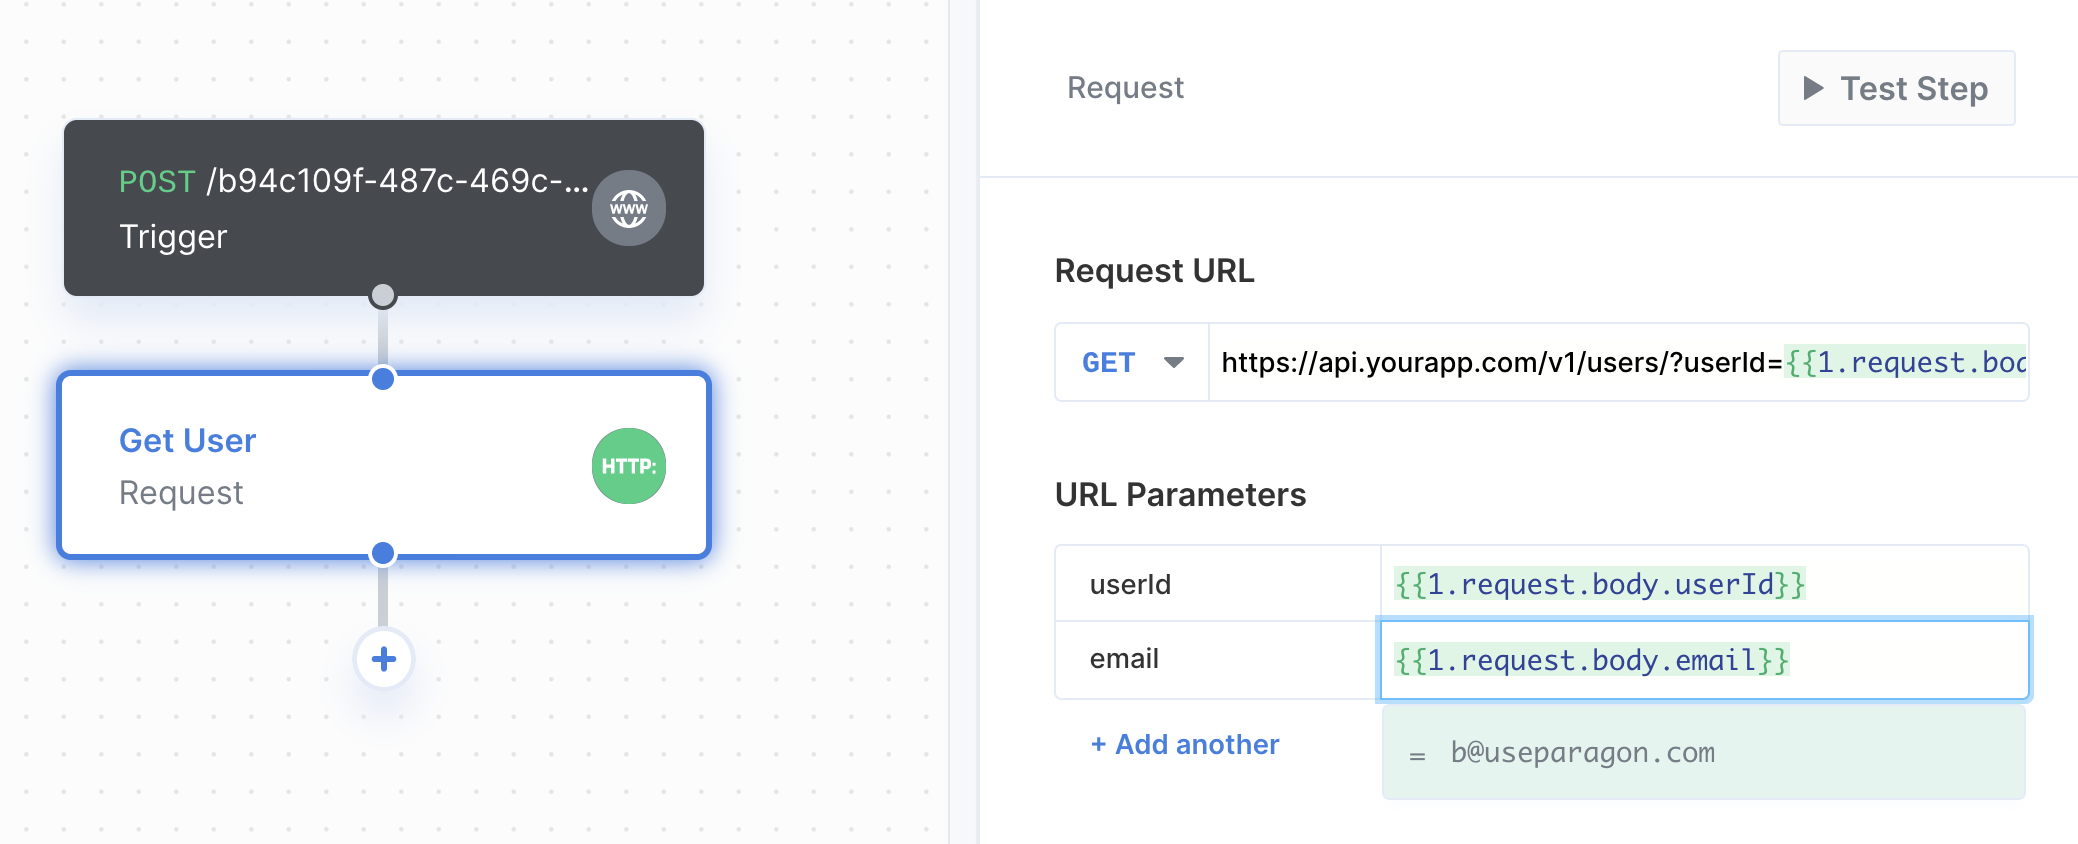 POST /b94c109f-487c-469c-...
WWW
Trigger
Get User
Request
HTTP:
Request
Test Step
Request URL
GET https://api.yourapp.com/v1/users/?userId={{1.request.bod
URL Parameters
userId {{1.request.body.userId}}
email {{1.request.body.email}}
+ Add another
= b@useparagon.com